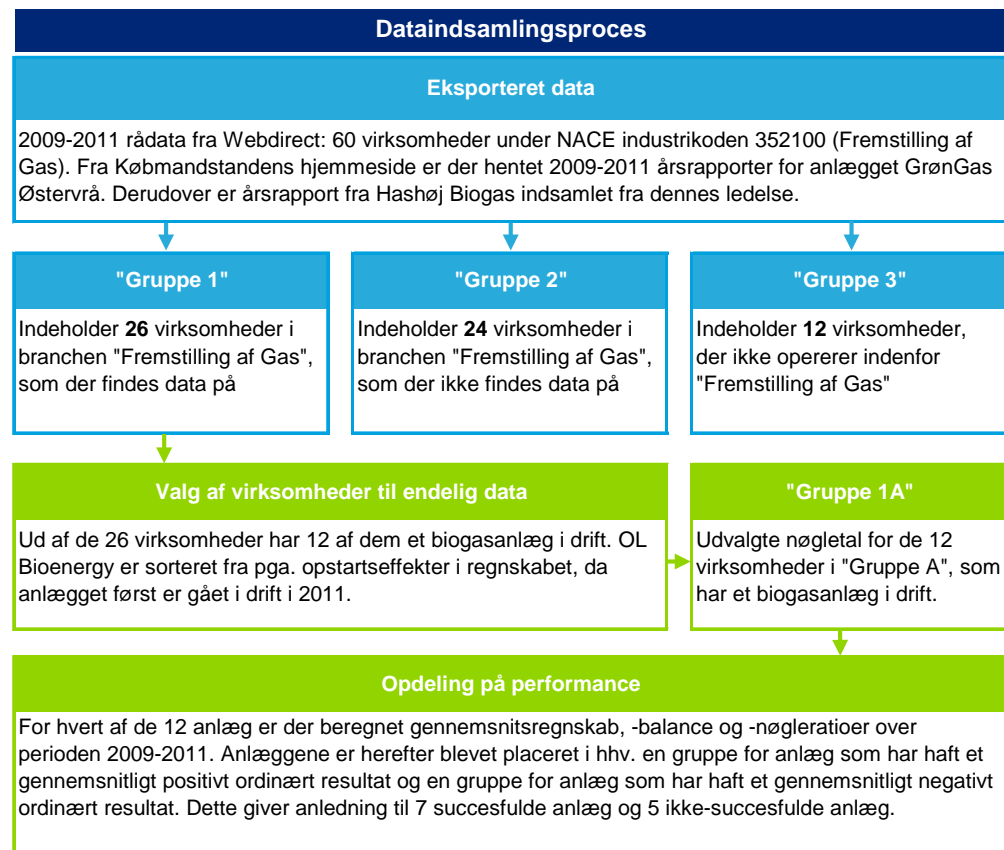 Dataindsamlingsproces
Eksporteret data
2009-2011 rådata fra Webdirect: 60 virksomheder under NACE industrikoden 352100 (Fremstilling af
Gas). Fra Købmandstandens hjemmeside er der hentet 2009-2011 årsrapporter for anlægget GrønGas
Østervrå. Derudover er årsrapport fra Hashøj Biogas indsamlet fra dennes ledelse.
"Gruppe 1"
Indeholder 26 virksomheder i
branchen "Fremstilling af Gas",
som der findes data på
"Gruppe 2"
Indeholder 24 virksomheder i
branchen "Fremstilling af Gas",
som der ikke findes data på
"Gruppe 3"
Indeholder 12 virksomheder,
der ikke opererer indenfor
"Fremstilling af Gas"
Valg af virksomheder til endelig data
Ud af de 26 virksomheder har 12 af dem et biogasanlæg i drift. OL
Bioenergy er sorteret fra pga. opstartseffekter i regnskabet, da
anlægget først er gået i drift i 2011.
"Gruppe 1A"
Udvalgte nøgletal for de 12
virksomheder i "Gruppe A", som
har et biogasanlæg i drift.
Opdeling på performance
For hvert af de 12 anlæg er der beregnet gennemsnitsregnskab, -balance og -nøgleratioer over
perioden 2009-2011. Anlæggene er herefter blevet placeret i hhv. en gruppe for anlæg som har haft et
gennemsnitligt positivt ordinært resultat og en gruppe for anlæg som har haft et gennemsnitligt negativt
ordinært resultat. Dette giver anledning til 7 succesfulde anlæg og 5 ikke-succesfulde anlæg.